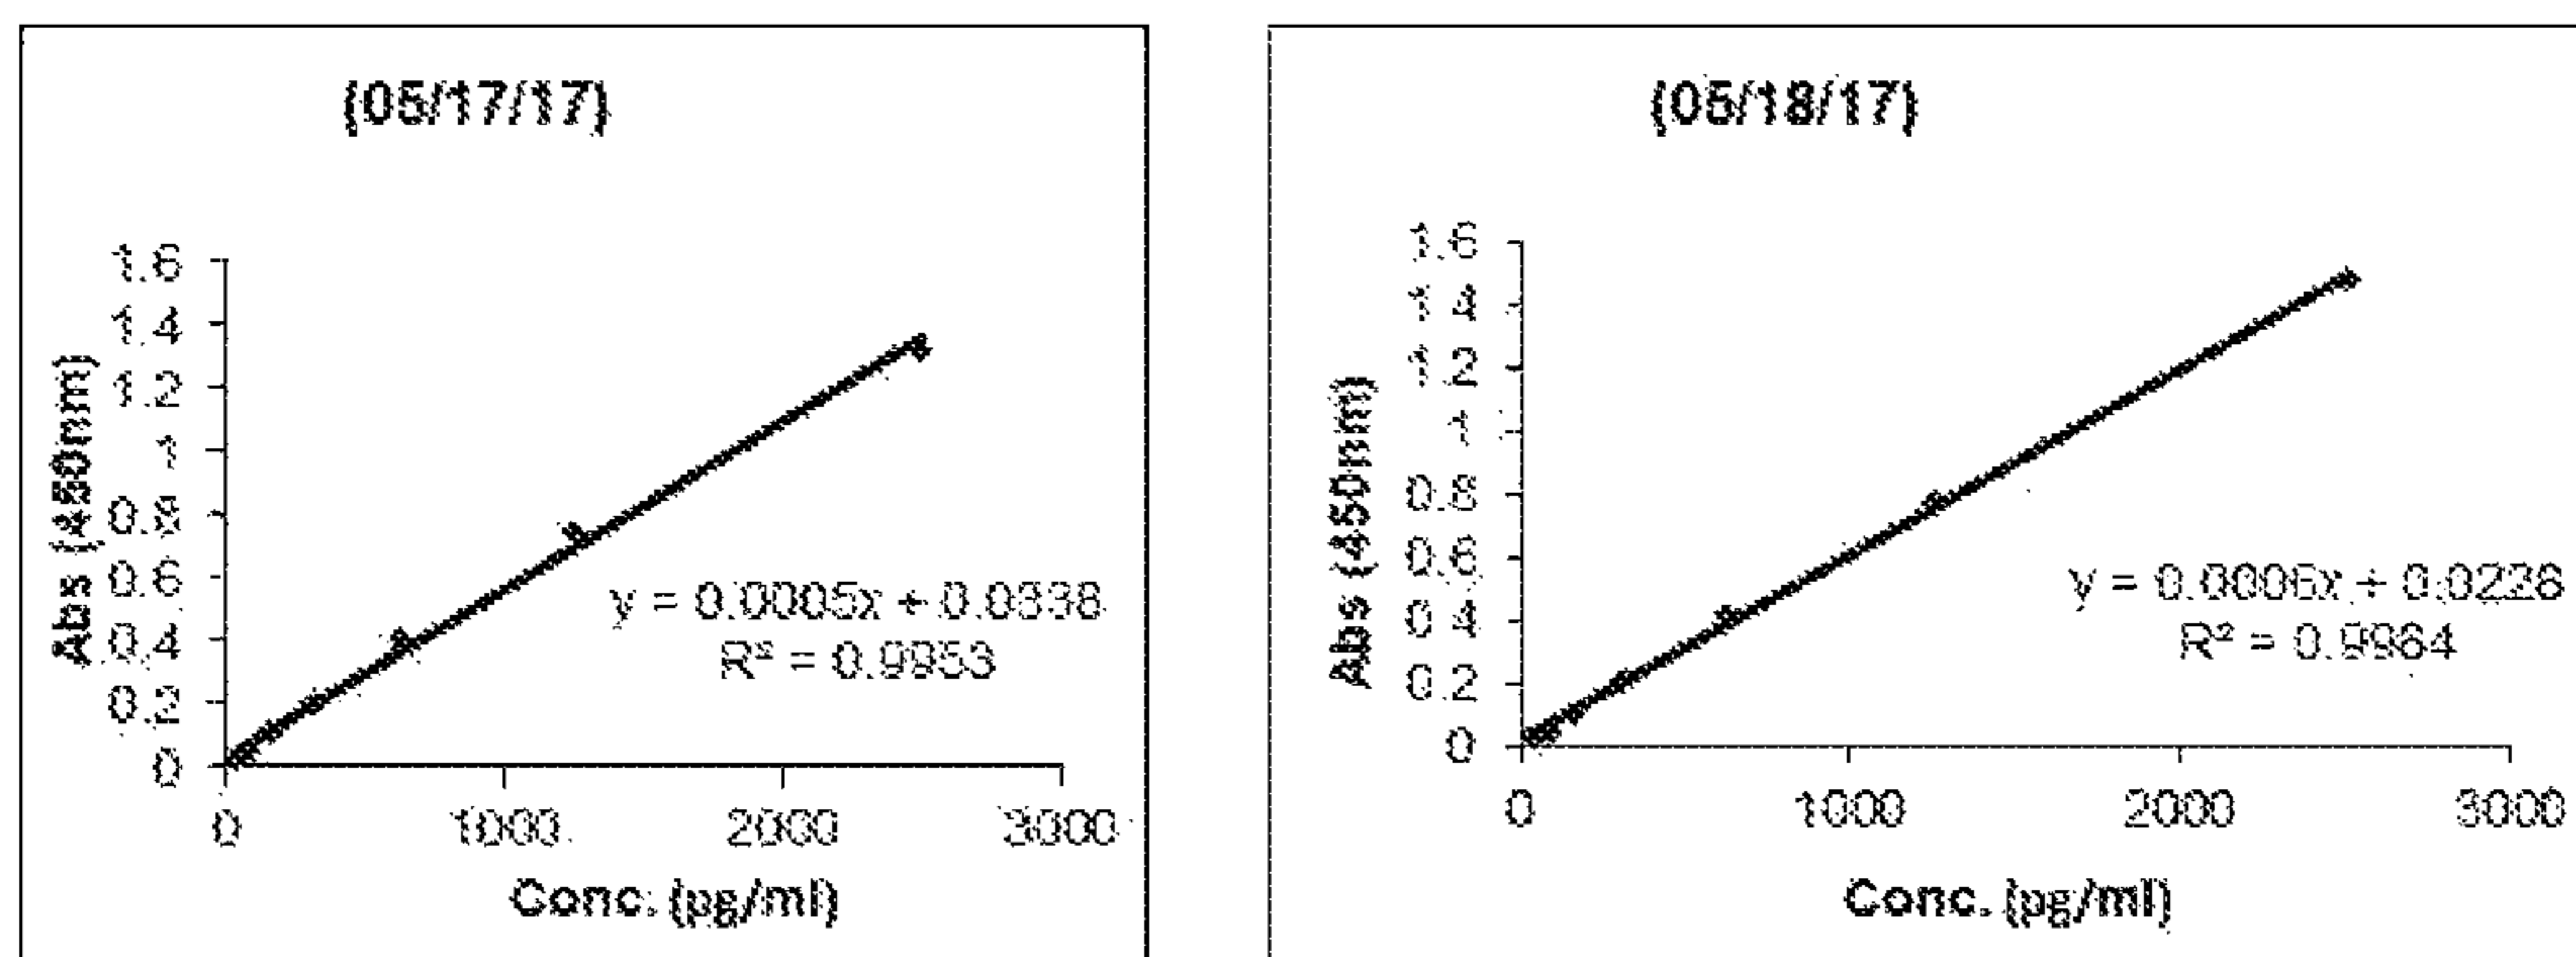 (05/17/17)
1.6
1.4
1.2
1
0.8
0.6
0.4
0.2
0
Abs (450nm)
y = 0.0005x + 0.0338
R² = 0.9953
0 1000 2000 3000
Conc. (pg/ml)
(05/18/17)
1.6
1.4
1.2
1
0.8
0.6
0.4
0.2
0
Abs (450nm)
y = 0.0006x + 0.0228
R² = 0.9984
0 1000 2000 3000
Conc. (pg/ml)